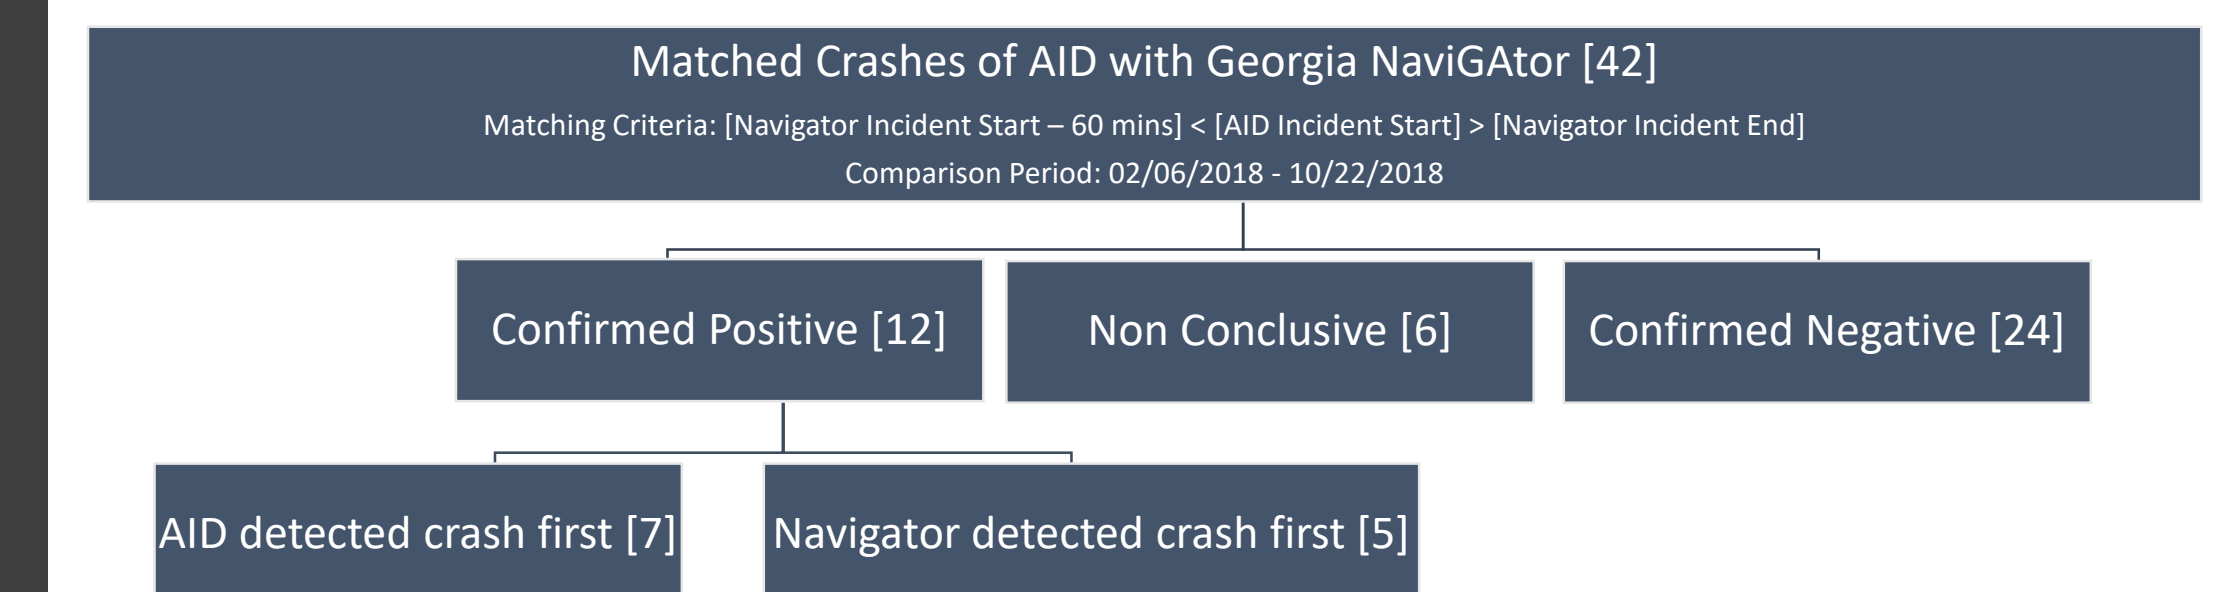 Matched Crashes of AID with Georgia NaviGAtor [42]
Matching Criteria: [Navigator Incident Start – 60 mins] < [AID Incident Start] > [Navigator Incident End]
Comparison Period: 02/06/2018 - 10/22/2018
Confirmed Positive [12]
Non Conclusive [6]
Confirmed Negative [24]
AID detected crash first [7]
Navigator detected crash first [5]